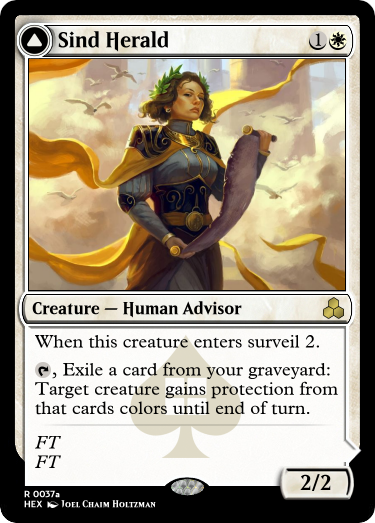 Sind Herald 1
Creature — Human Advisor
When this creature enters surveil 2.
, Exile a card from your graveyard:
Target creature gains protection from
that cards colors until end of turn.
FT
FT
2/2
R 0037a
HEX Joel Chaim Holtzman